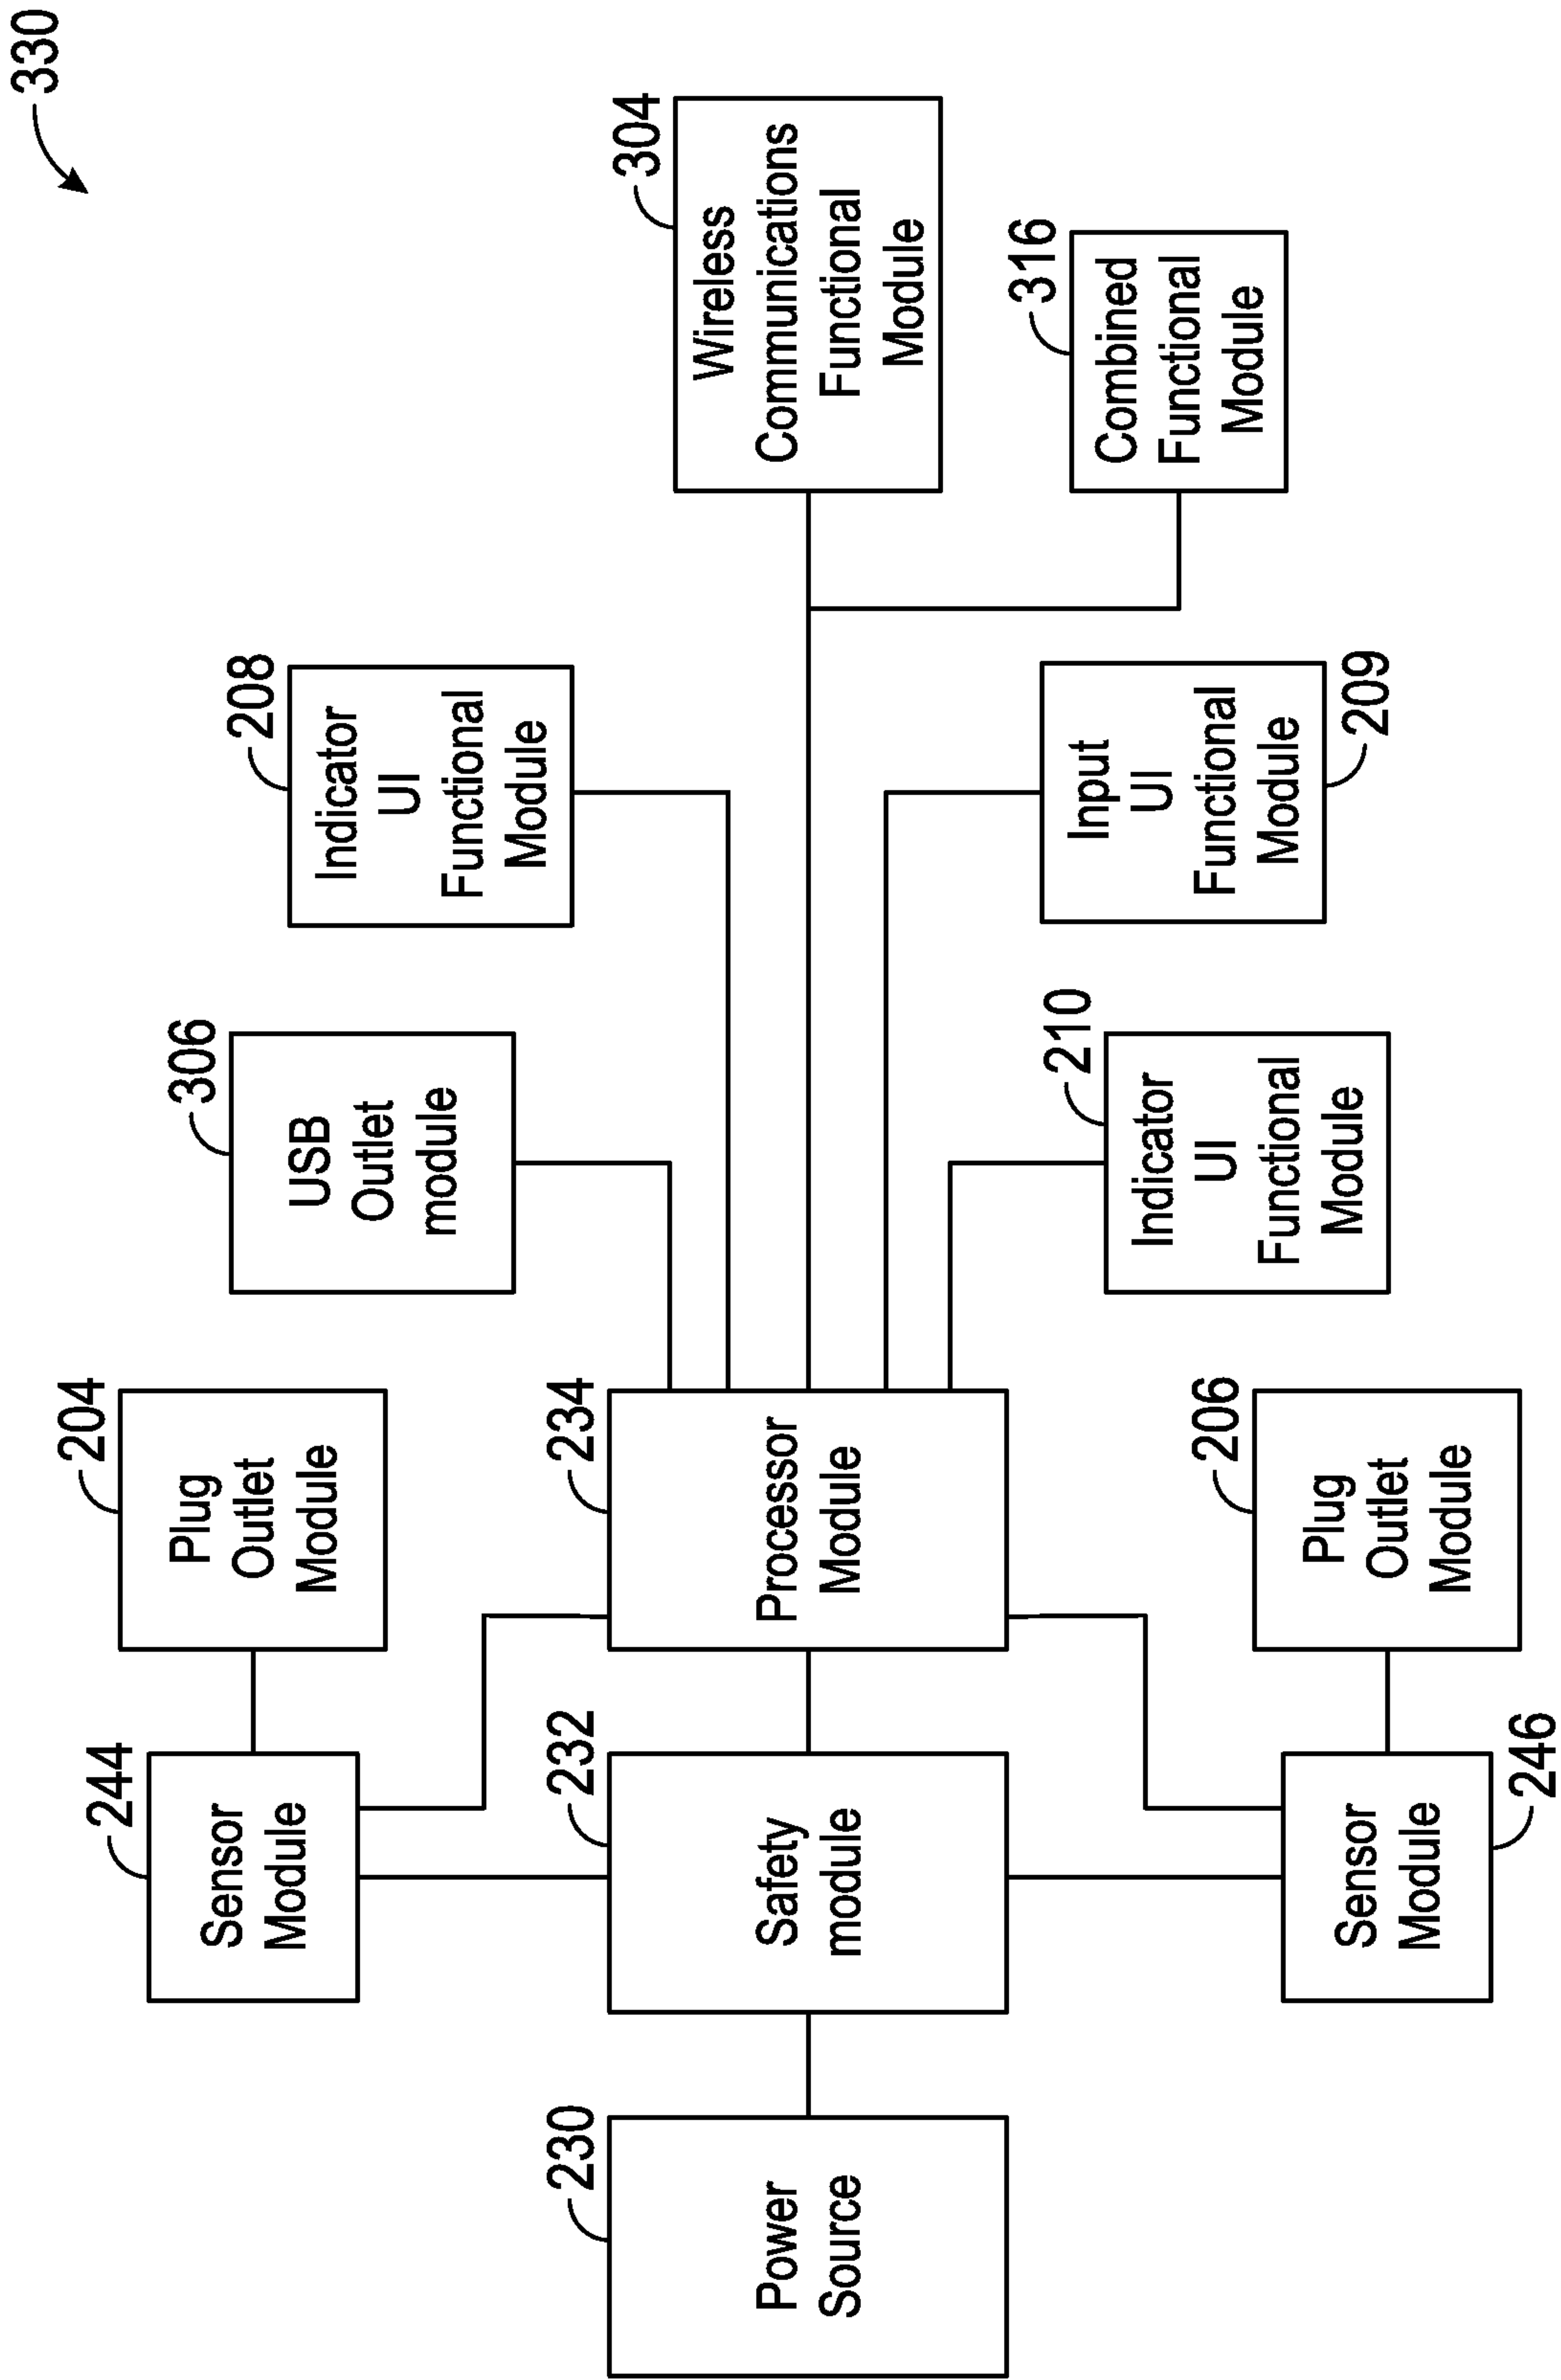 330
304
Wireless
Communications
Functional
Module
316
Combined
Functional
Module
208
Indicator
UI
Functional
Module
Input
UI
Functional
Module
209
306
USB
Outlet
module
210
Indicator
UI
Functional
Module
204
Plug
Outlet
Module
234
Processor
Module
206
Plug
Outlet
Module
244
Sensor
Module
232
Safety
module
Sensor
Module
246
230
Power
Source